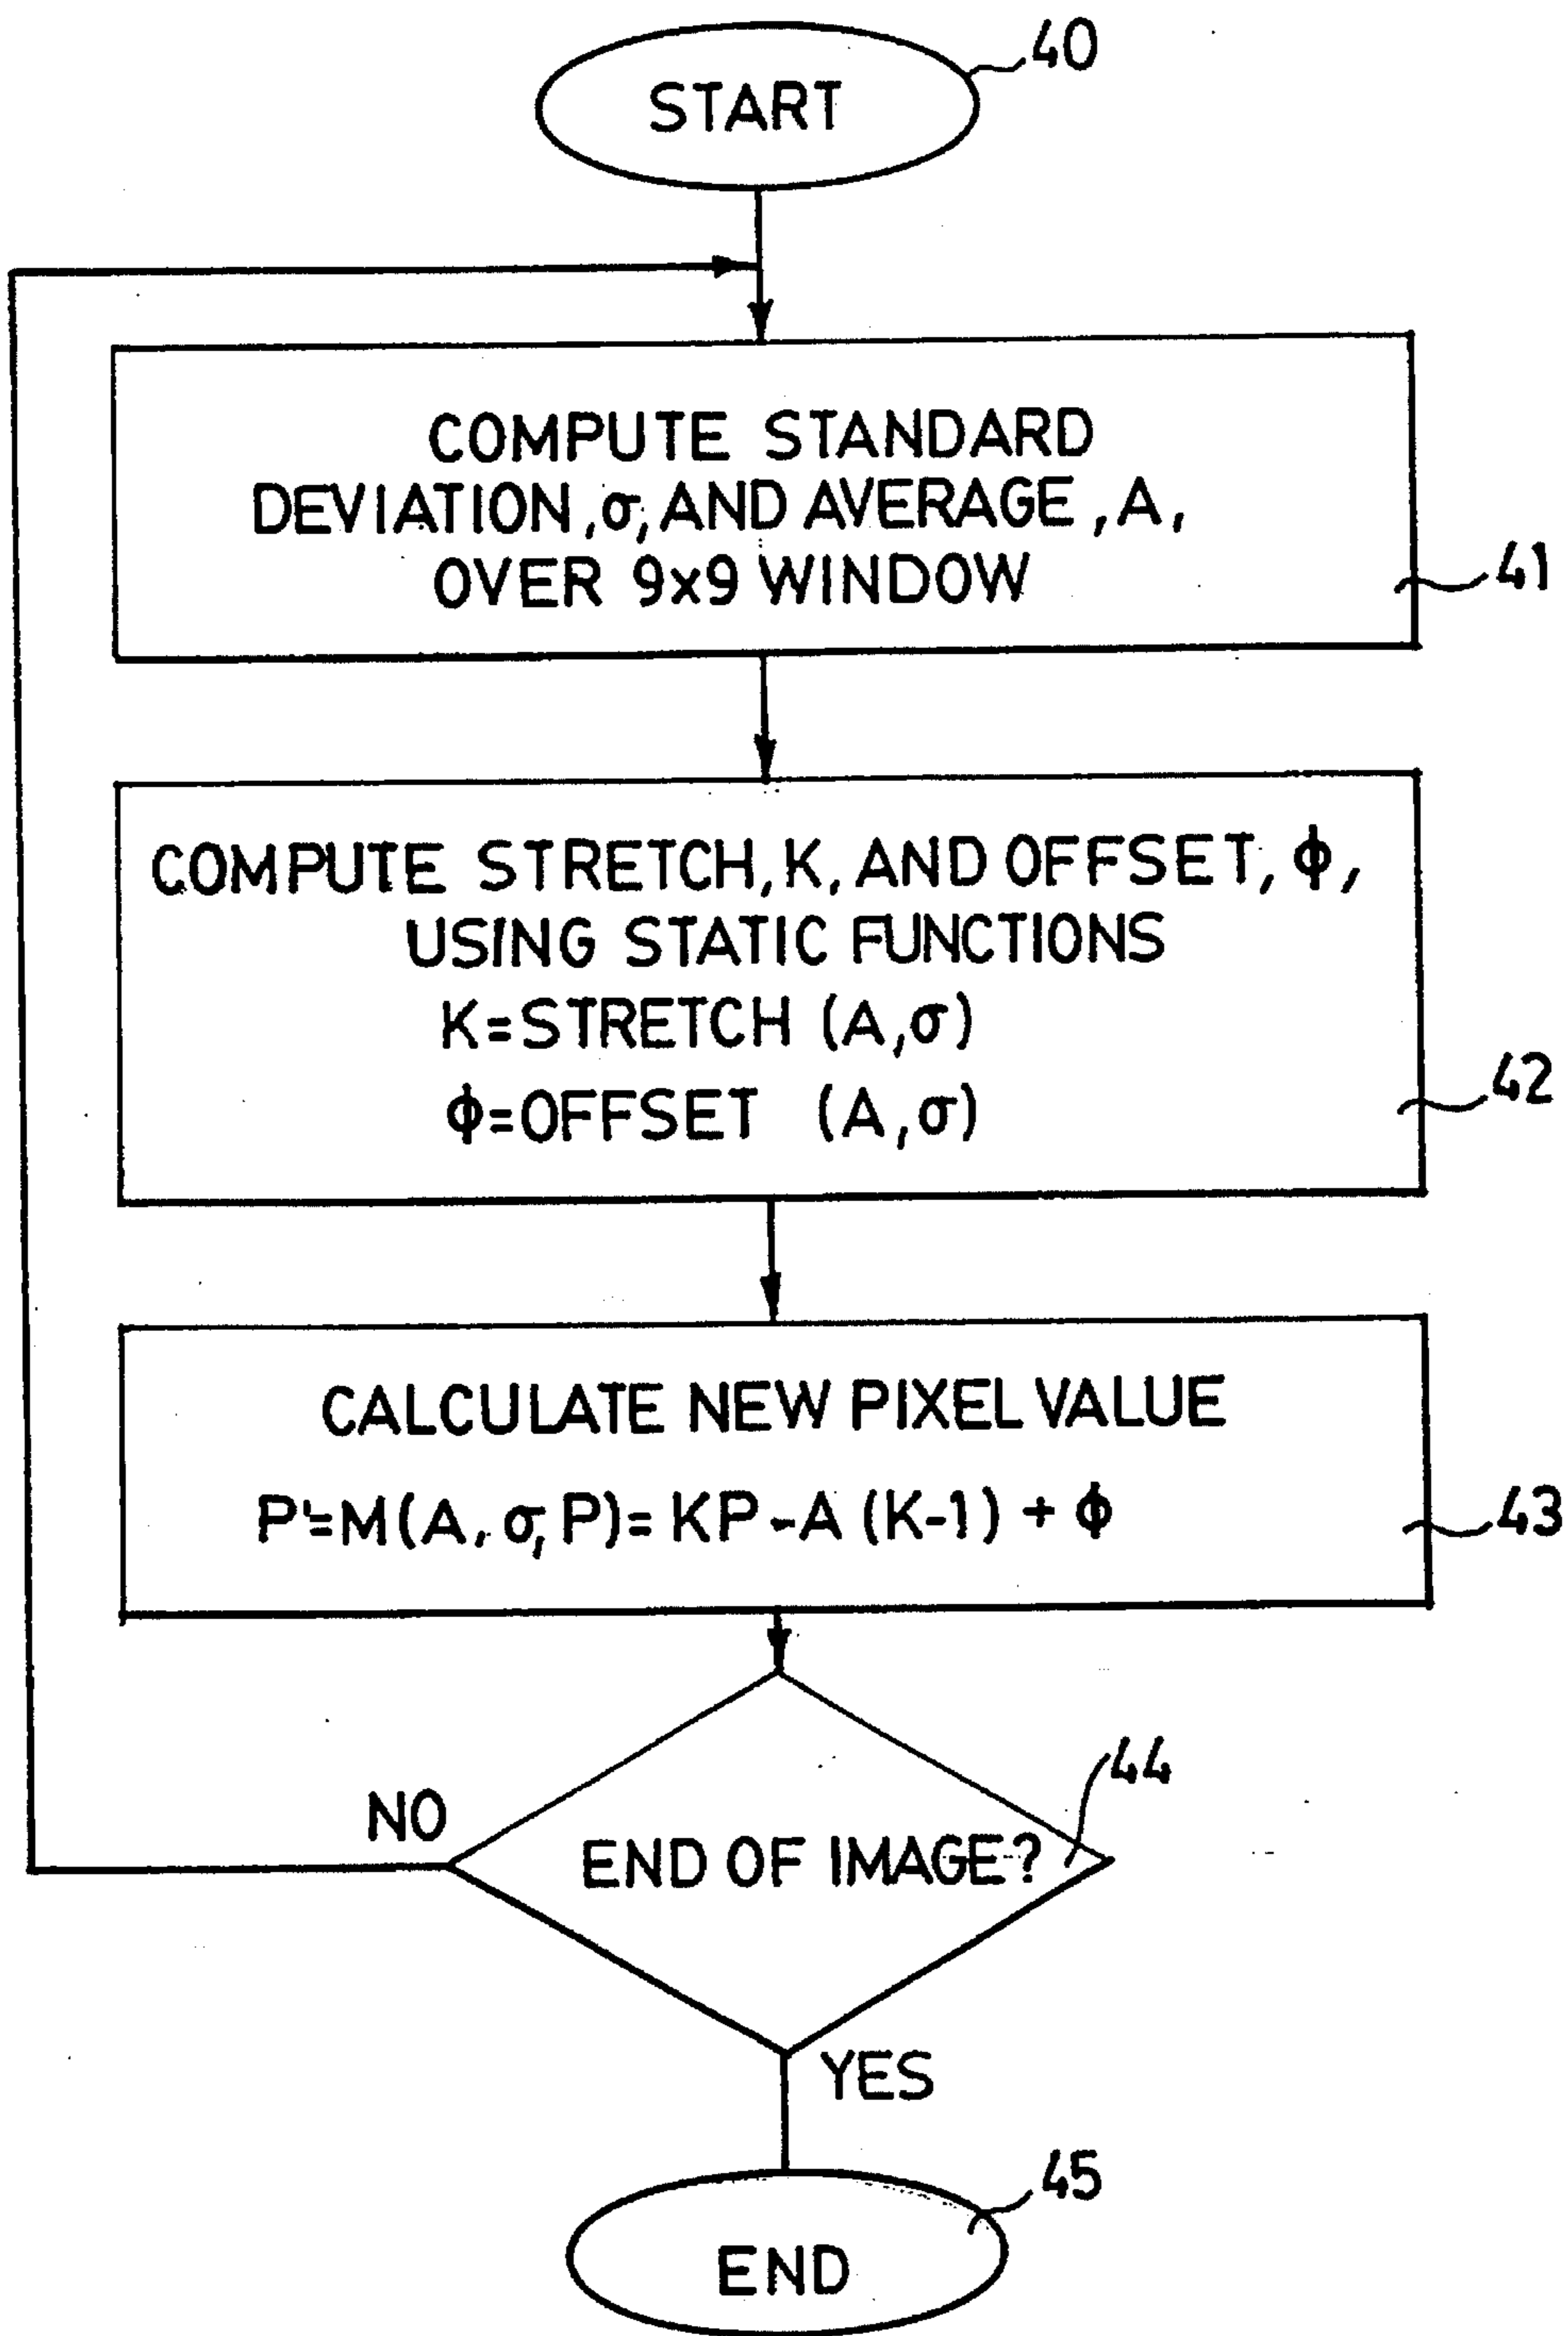 40
START
COMPUTE STANDARD
DEVIATION, σ, AND AVERAGE, A,
OVER 9x9 WINDOW
41
COMPUTE STRETCH, K, AND OFFSET, ϕ,
USING STATIC FUNCTIONS
K=STRETCH (A,σ)
ϕ=OFFSET (A,σ)
42
CALCULATE NEW PIXEL VALUE
P'=M(A, σ, P)= KP-A (K-1) + ϕ
43
44
NO
END OF IMAGE?
YES
45
END